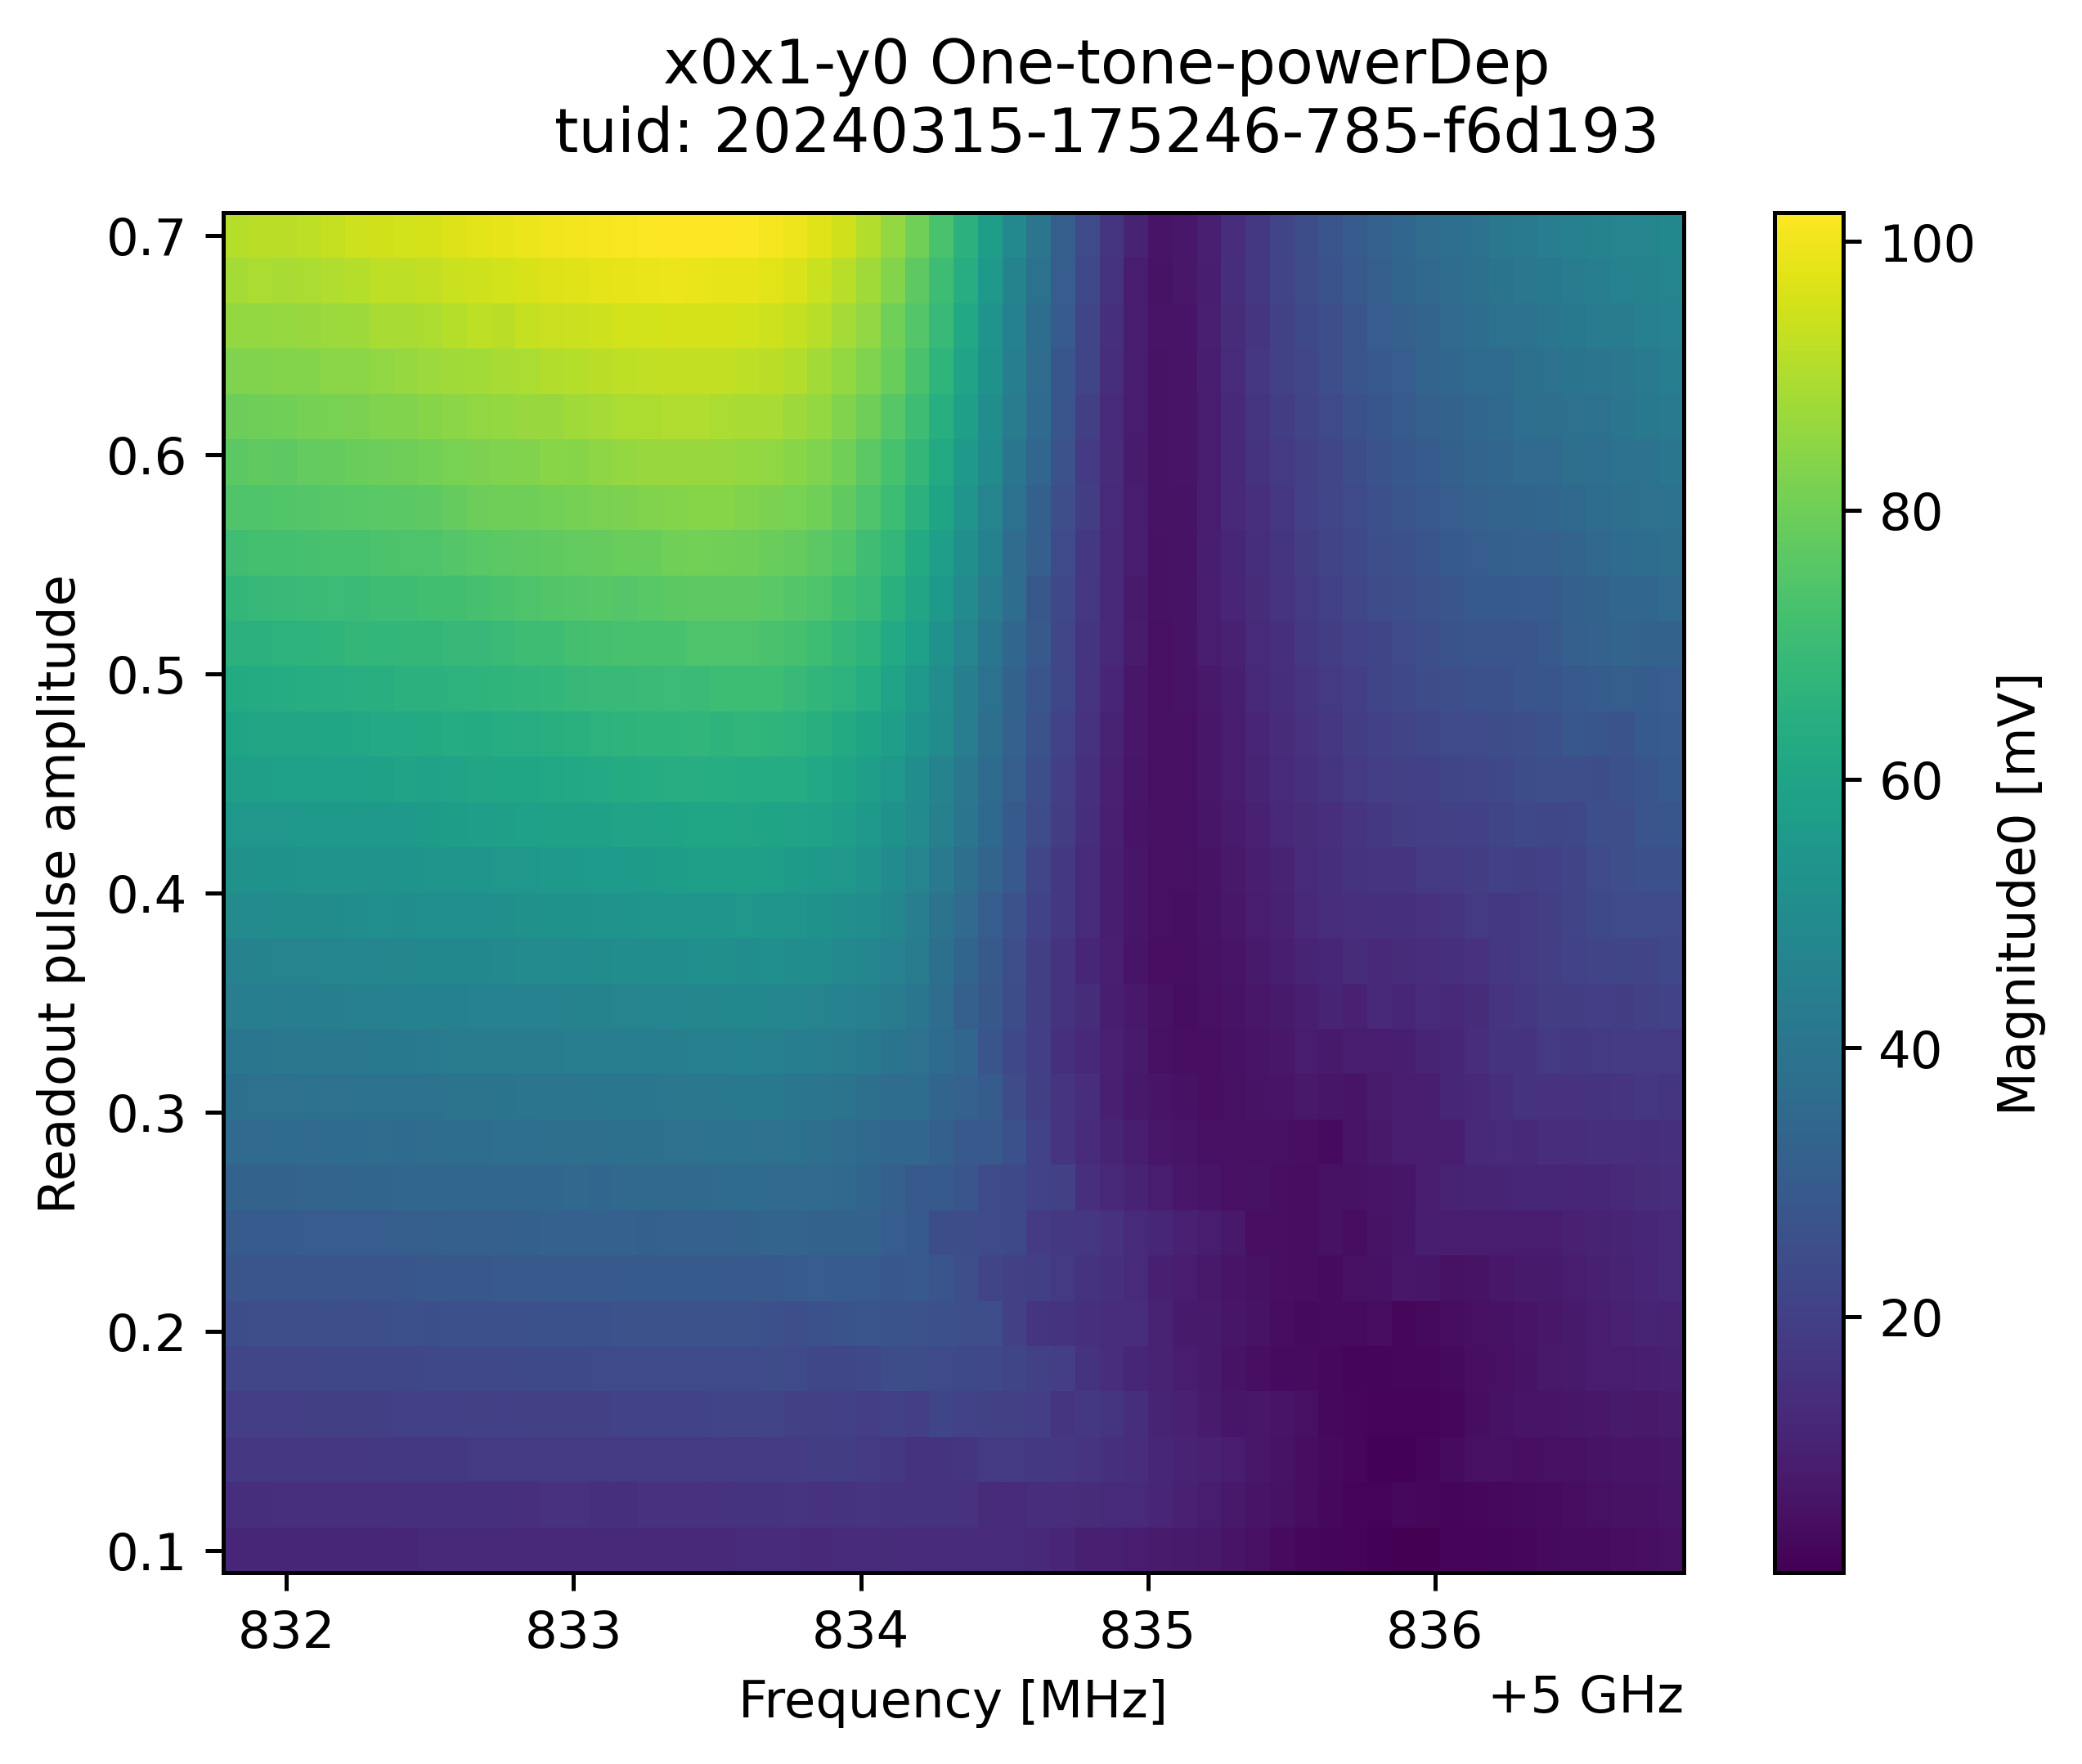 x0x1-y0 One-tone-powerDep
tuid: 20240315-175246-785-f6d193
Readout pulse amplitude
0.7
0.6
0.5
0.4
0.3
0.2
0.1
832
833
834
835
836
Frequency [MHz]
+5 GHz
100
80
60
40
20
Magnitude0 [mV]